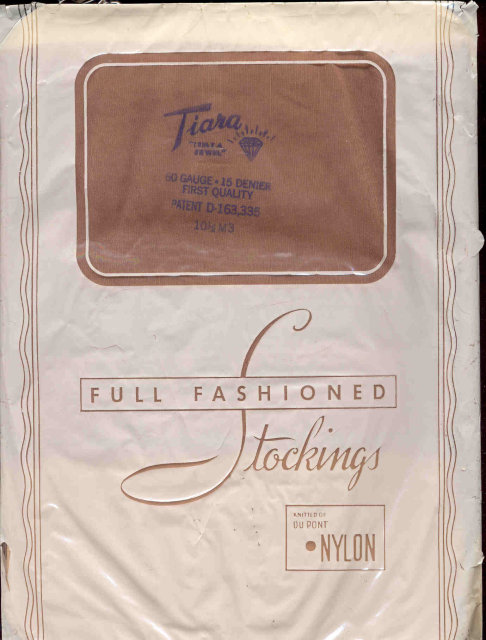 Tiara
"ISN'T A
JEWEL"
60 GAUGE • 15 DENIER
FIRST QUALITY
PATENT D-163,335
10½ M3
FULL FASHIONED
Stockings
KNITTED OF
DU PONT
• NYLON